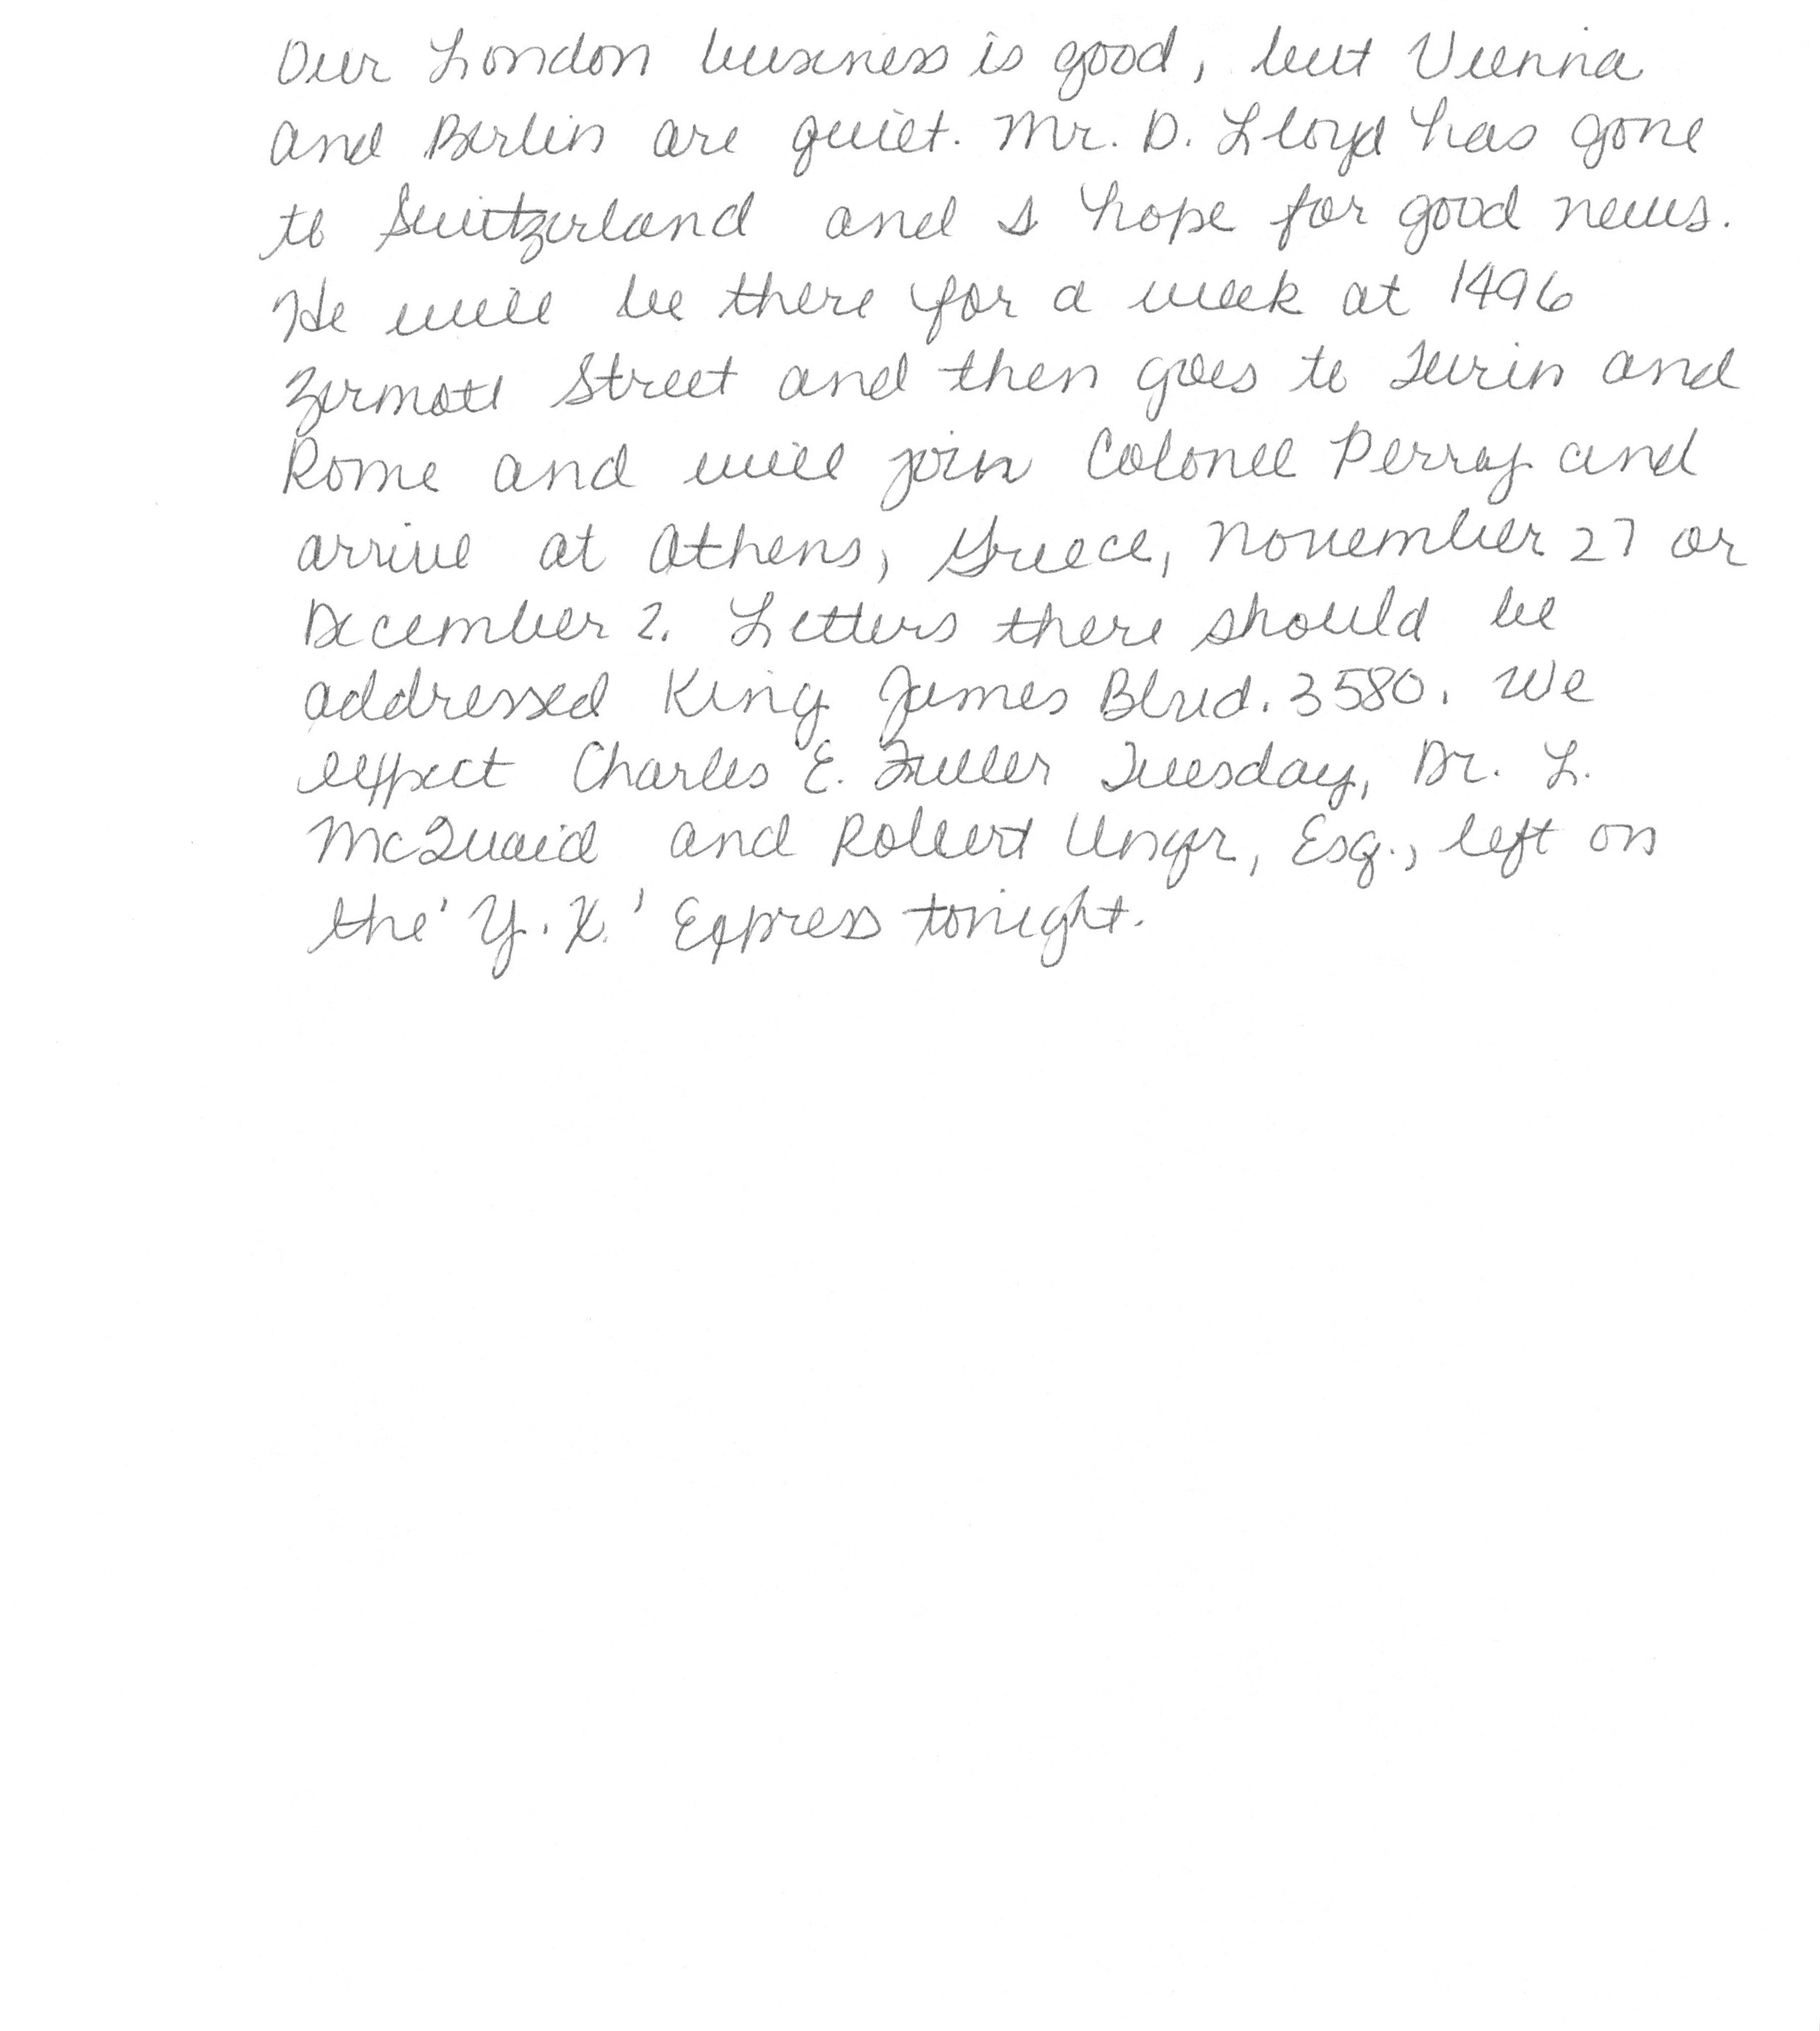 Our London business is good, but Vienna
and Berlin are quiet. Mr. D. Lloyd has gone
to Switzerland and I hope for good news.
He will be there for a week at 1496
Zermott Street and then goes to Turin and
Rome and will join Colonel Perry and
arrive at Athens, Greece, November 27 or
December 2. Letters there should be
addressed King James Blvd. 3580. We
expect Charles E. Fuller Tuesday, Dr. L.
McQuaid and Robert Unger, Esq., left on
the 'Y.X.' Express tonight.